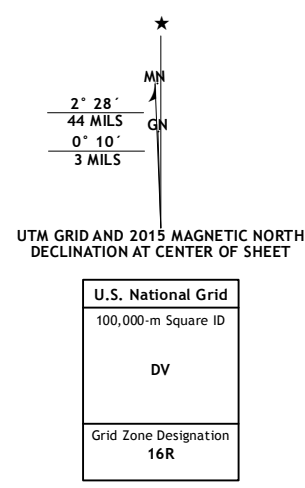 MN
GN
2° 28´
44 MILS
0° 10´
3 MILS
UTM GRID AND 2015 MAGNETIC NORTH
DECLINATION AT CENTER OF SHEET
U.S. National Grid
100,000-m Square ID
DV
Grid Zone Designation
16R